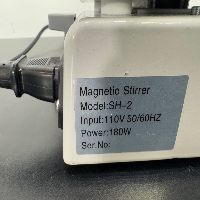 Magnetic Stirrer
Model:SH-2
Input:110V 50/60HZ
Power:180W
Ser.No: